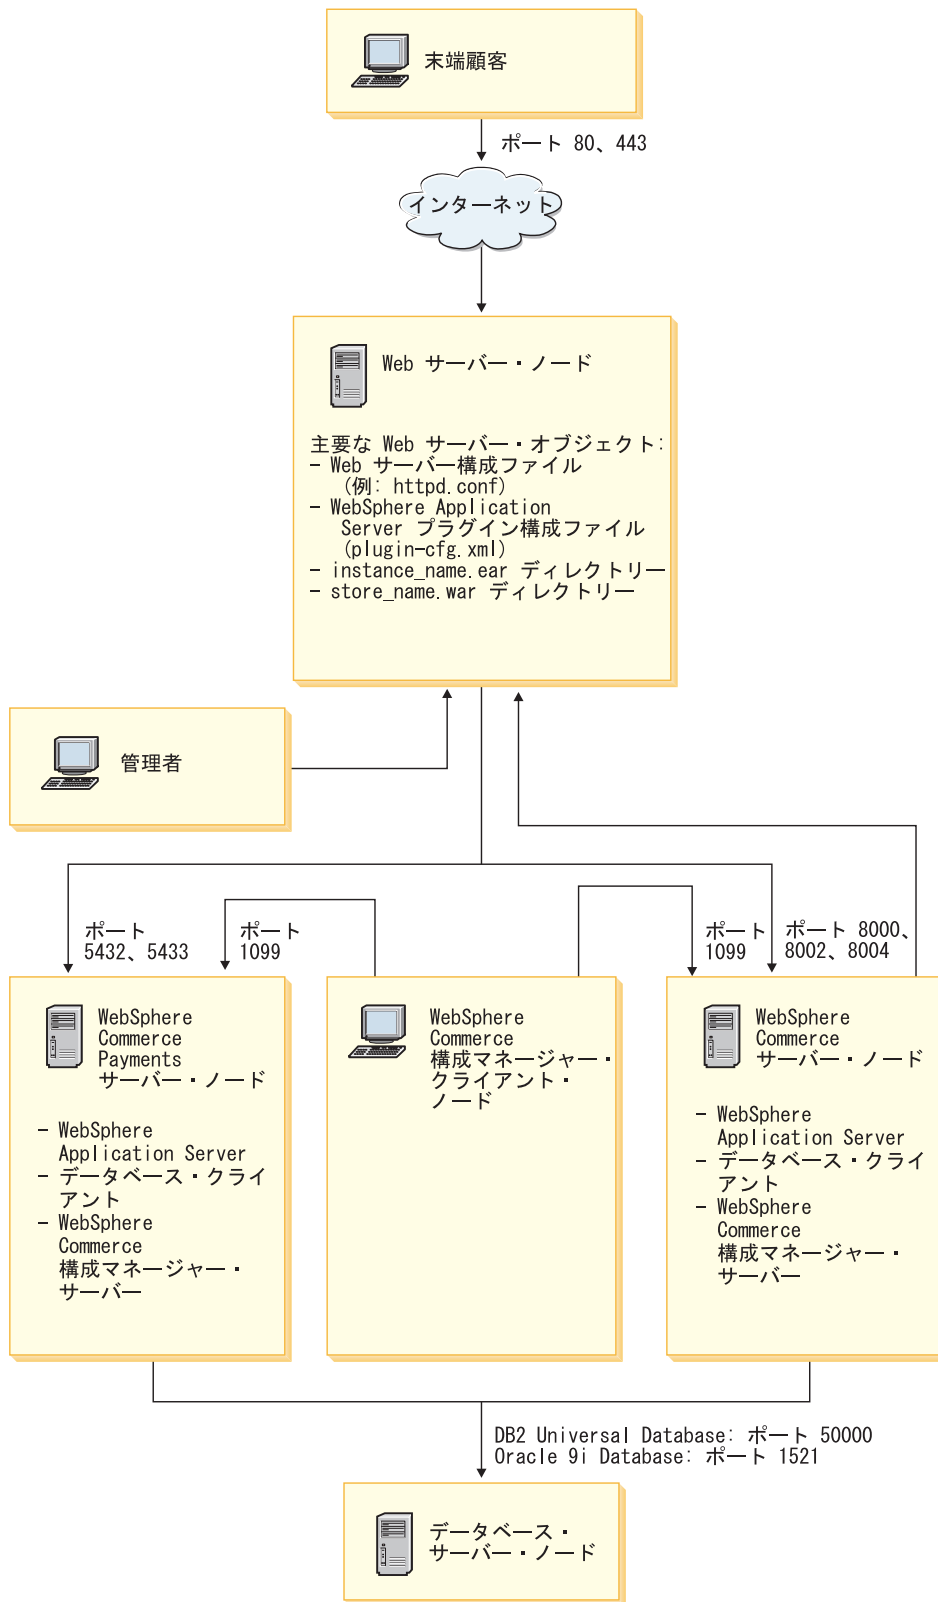 末端顧客
ポート 80、443
インターネット
Web サーバー・ノード
主要な Web サーバー・オブジェクト:
- Web サーバー構成ファイル
(例: httpd.conf)
- WebSphere Application
Server プラグイン構成ファイル
(plugin-cfg.xml)
- instance_name.ear ディレクトリー
- store_name.war ディレクトリー
管理者
ポート
5432、5433
ポート
1099
ポート
1099
ポート 8000、
8002、8004
WebSphere
Commerce
Payments
サーバー・ノード
- WebSphere
Application Server
- データベース・クライ
アント
- WebSphere
Commerce
構成マネージャー・
サーバー
WebSphere
Commerce
構成マネージャー・
クライアント・
ノード
WebSphere
Commerce
サーバー・ノード
- WebSphere
Application Server
- データベース・クライ
アント
- WebSphere
Commerce
構成マネージャー・
サーバー
DB2 Universal Database: ポート 50000
Oracle 9i Database: ポート 1521
データベース・
サーバー・ノード